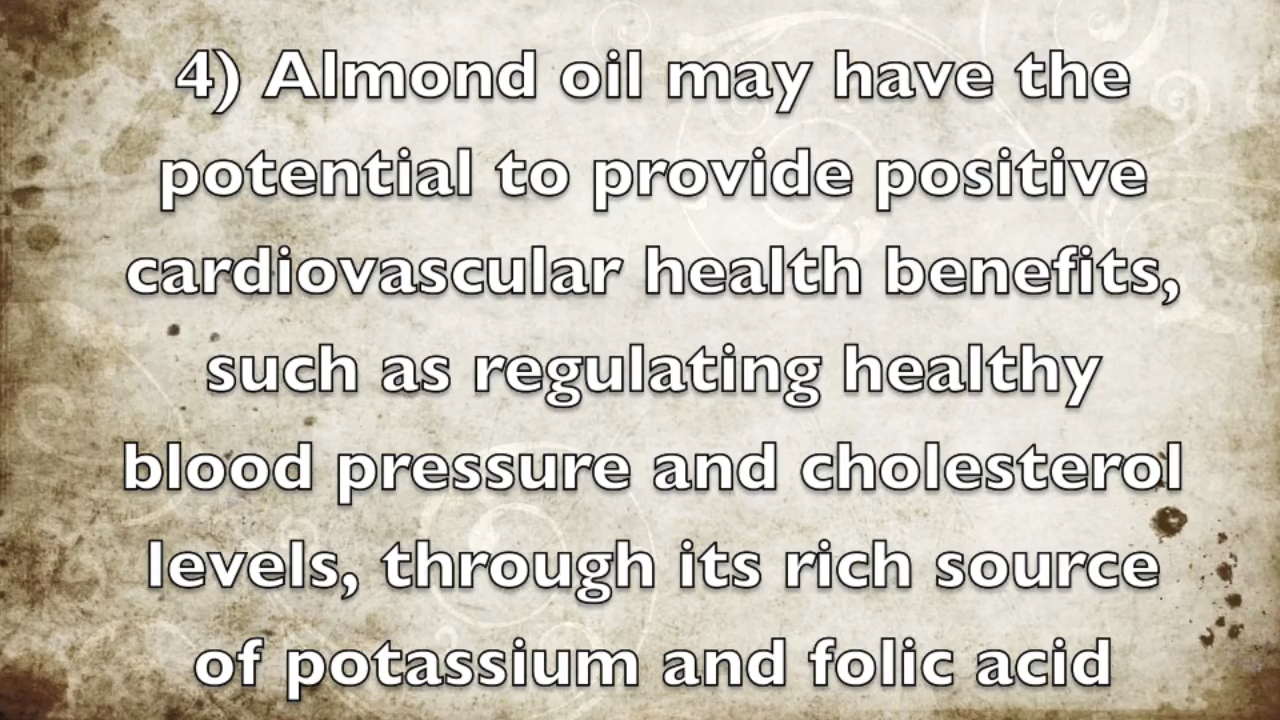 4) Almond oil may have the
potential to provide positive
cardiovascular health benefits,
such as regulating healthy
blood pressure and cholesterol
levels, through its rich source
of potassium and folic acid